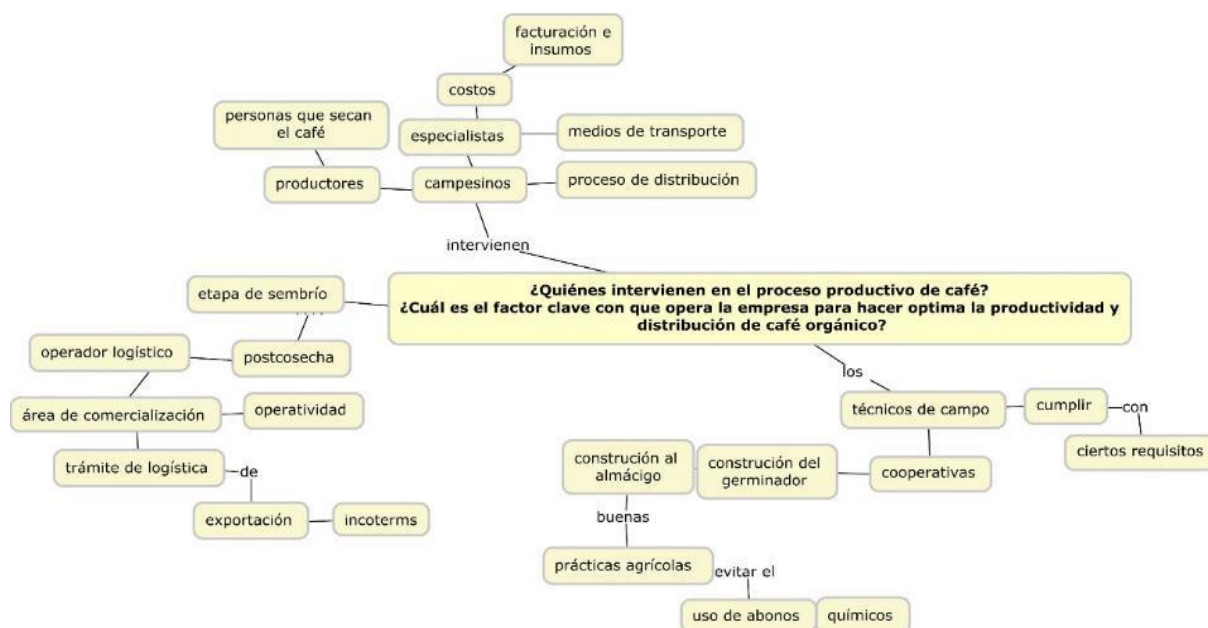 facturación e
insumos
costos
personas que secan
el café
especialistas
medios de transporte
productores
campesinos
proceso de distribución
intervienen
¿Quiénes intervienen en el proceso productivo de café?
¿Cuál es el factor clave con que opera la empresa para hacer optima la productividad y
distribución de café orgánico?
etapa de sembrío
operador logístico
postcosecha
área de comercialización
operatividad
trámite de logística
de
exportación
incoterms
los
técnicos de campo
cumplir
con
ciertos requisitos
cooperativas
construción del
germinador
construción al
almácigo
buenas
prácticas agrícolas
evitar el
uso de abonos
químicos